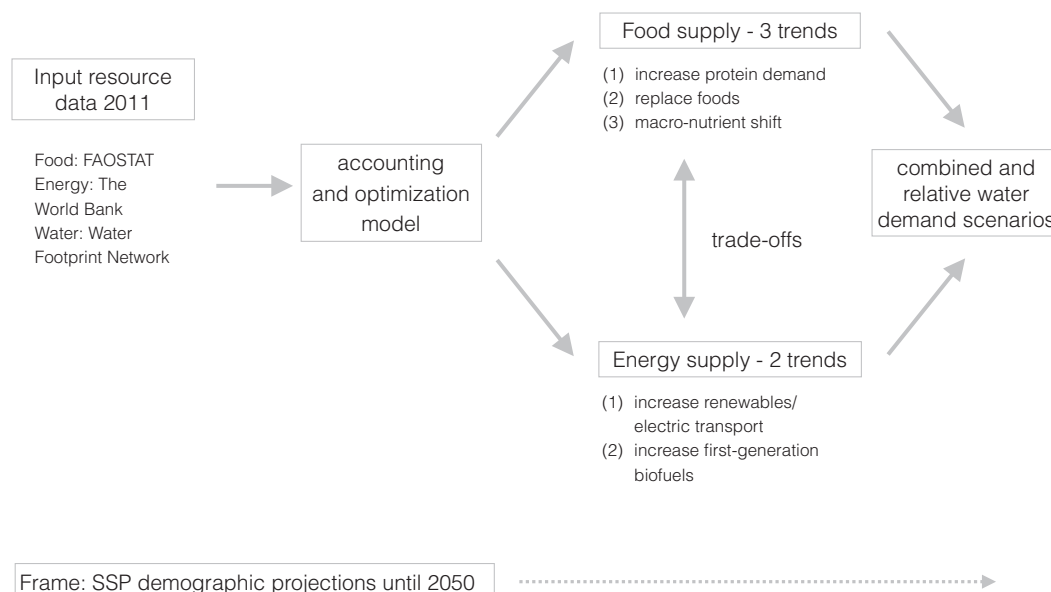 Input resource
data 2011
Food: FAOSTAT
Energy: The
World Bank
Water: Water
Footprint Network
accounting
and optimization
model
Food supply - 3 trends
(1) increase protein demand
(2) replace foods
(3) macro-nutrient shift
trade-offs
Energy supply - 2 trends
(1) increase renewables/
electric transport
(2) increase first-generation
biofuels
combined and
relative water
demand scenarios
Frame: SSP demographic projections until 2050